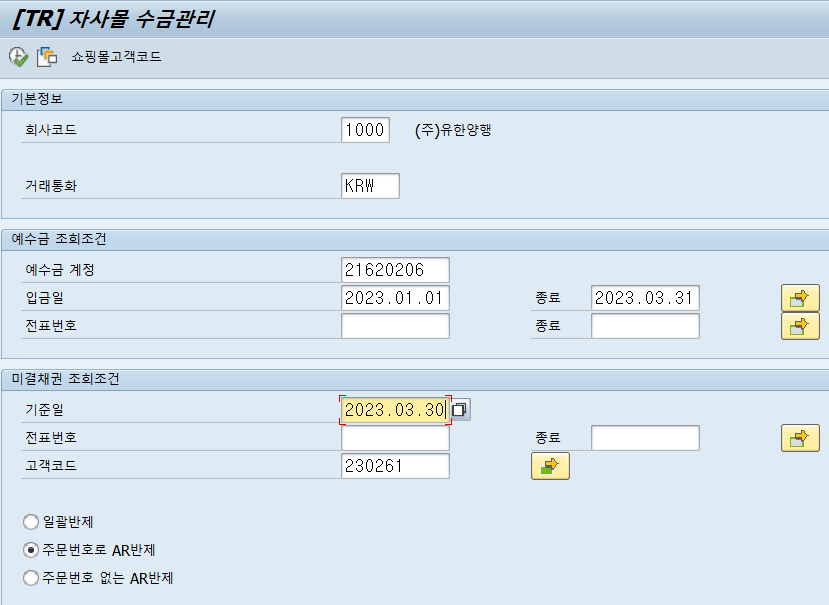 [TR] 자사몰 수금관리
쇼핑몰고객코드
기본정보
회사코드 1000 (주)유한양행
거래통화 KRW
예수금 조회조건
예수금 계정 21620206
입금일 2023.01.01 종료 2023.03.31
전표번호 종료
미결채권 조회조건
기준일 2023.03.30
전표번호 종료
고객코드 230261
일괄반제
주문번호로 AR반제
주문번호 없는 AR반제